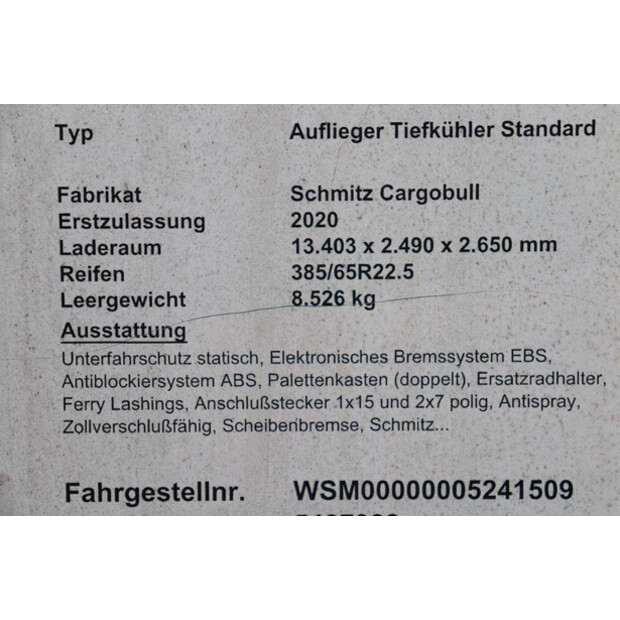 Typ Auflieger Tiefkühler Standard
Fabrikat Schmitz Cargobull
Erstzulassung 2020
Laderaum 13.403 x 2.490 x 2.650 mm
Reifen 385/65R22.5
Leergewicht 8.526 kg
Ausstattung
Unterfahrschutz statisch, Elektronisches Bremssystem EBS,
Antiblockiersystem ABS, Palettenkasten (doppelt), Ersatzradhalter,
Ferry Lashings, Anschlußstecker 1x15 und 2x7 polig, Antispray,
Zollverschlußfähig, Scheibenbremse, Schmitz...
Fahrgestellnr. WSM00000005241509